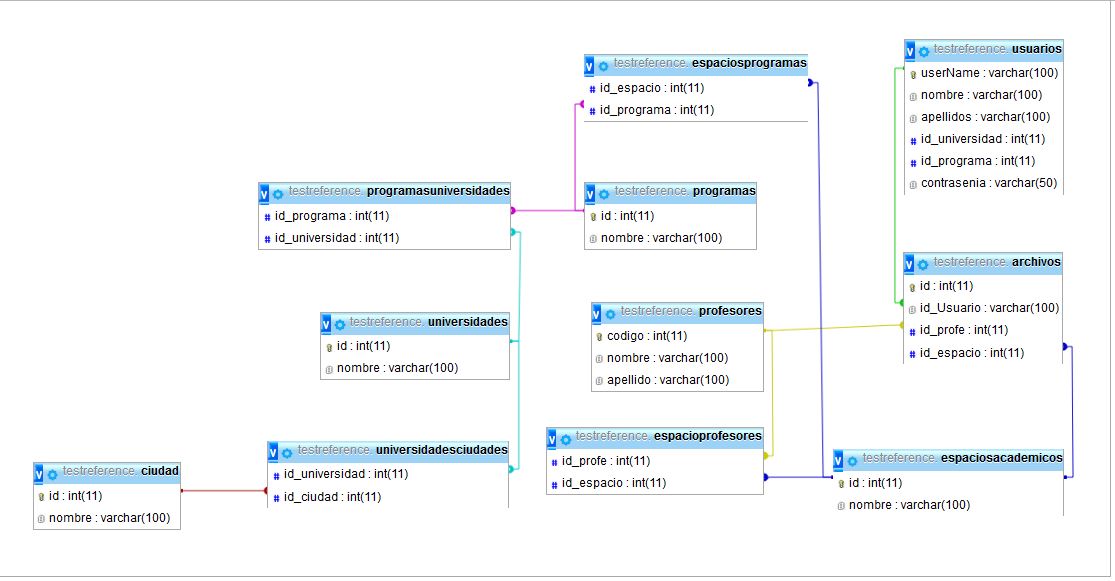 testreference. espaciosprogramas
id_espacio : int(11)
id_programa : int(11)
testreference. usuarios
userName : varchar(100)
nombre : varchar(100)
apellidos : varchar(100)
id_universidad : int(11)
id_programa : int(11)
contrasenia : varchar(50)
testreference. programasuniversidades
id_programa : int(11)
id_universidad : int(11)
testreference. programas
id : int(11)
nombre : varchar(100)
testreference. archivos
id : int(11)
id_Usuario : varchar(100)
id_profe : int(11)
id_espacio : int(11)
testreference. universidades
id : int(11)
nombre : varchar(100)
testreference. profesores
codigo : int(11)
nombre : varchar(100)
apellido : varchar(100)
testreference. ciudad
id : int(11)
nombre : varchar(100)
testreference. universidadesciudades
id_universidad : int(11)
id_ciudad : int(11)
testreference. espacioprofesores
id_profe : int(11)
id_espacio : int(11)
testreference. espaciosacademicos
id : int(11)
nombre : varchar(100)